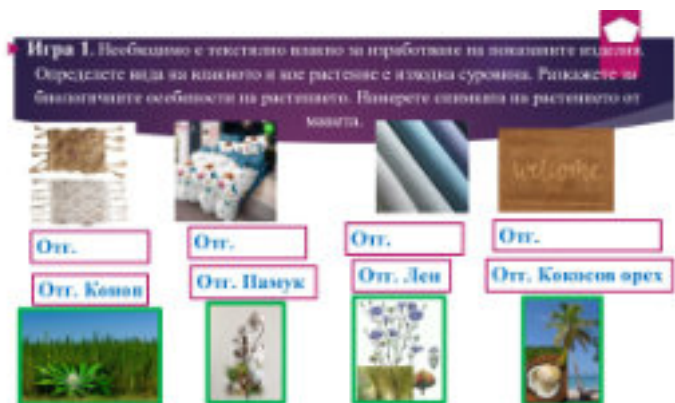 Игра 1. Необходимо е текстилно влакно за изработване на показаните изделия.
Определете вида на влакното и кое растение е изходна суровина. Разкажете за
биологичните особености на растението. Намерете снимката на растението от
макета.
welcome
Отг.
Отг.
Отг.
Отг.
Отг. Коноп
Отг. Памук
Отг. Лен
Отг. Кокосов орех